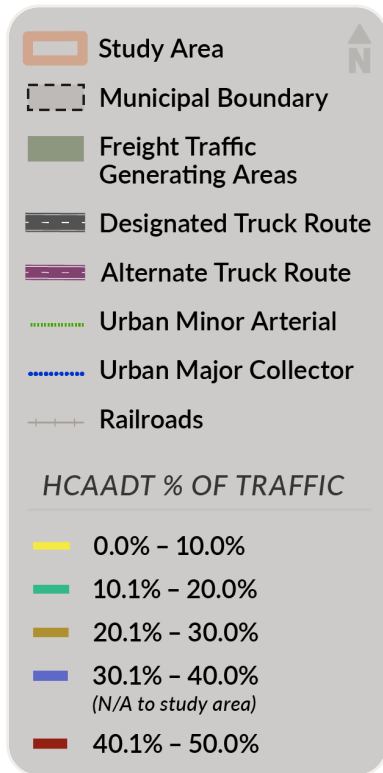 N
Study Area
Municipal Boundary
Freight Traffic
Generating Areas
Designated Truck Route
Alternate Truck Route
Urban Minor Arterial
Urban Major Collector
Railroads
HCAADT % OF TRAFFIC
0.0% – 10.0%
10.1% – 20.0%
20.1% – 30.0%
30.1% – 40.0%
(N/A to study area)
40.1% – 50.0%